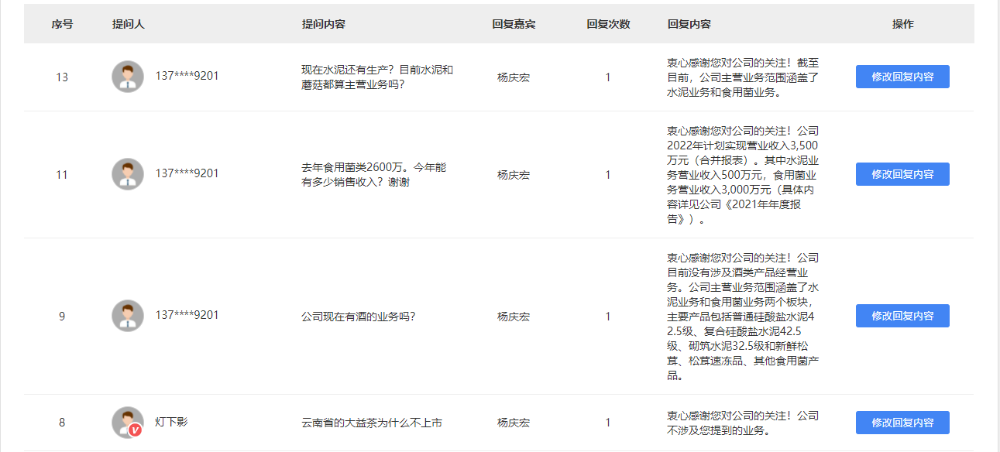 序号 提问人 提问内容 回复嘉宾 回复次数 回复内容 操作
13 137****9201 现在水泥还有生产？目前水泥和
蘑菇都算主营业务吗？ 杨庆宏 1 衷心感谢您对公司的关注！截至
目前，公司主营业务范围涵盖了
水泥业务和食用菌业务。 修改回复内容
11 137****9201 去年食用菌类2600万。今年能
有多少销售收入？谢谢 杨庆宏 1 衷心感谢您对公司的关注！公司
2022年计划实现营业收入3,500
万元（合并报表）。其中水泥业
务营业收入500万元，食用菌业
务营业收入3,000万元（具体内
容详见公司《2021年年度报
告》）。 修改回复内容
9 137****9201 公司现在有酒的业务吗？ 杨庆宏 1 衷心感谢您对公司的关注！公司
目前没有涉及酒类产品经营业
务。公司主营业务范围涵盖了水
泥业务和食用菌业务两个板块，
主要产品包括普通硅酸盐水泥4
2.5级、复合硅酸盐水泥42.5
级、砌筑水泥32.5级和新鲜松
茸、松茸速冻品、其他食用菌产
品。 修改回复内容
8 灯下影 云南省的大益茶为什么不上市 杨庆宏 1 衷心感谢您对公司的关注！公司
不涉及您提到的业务。 修改回复内容